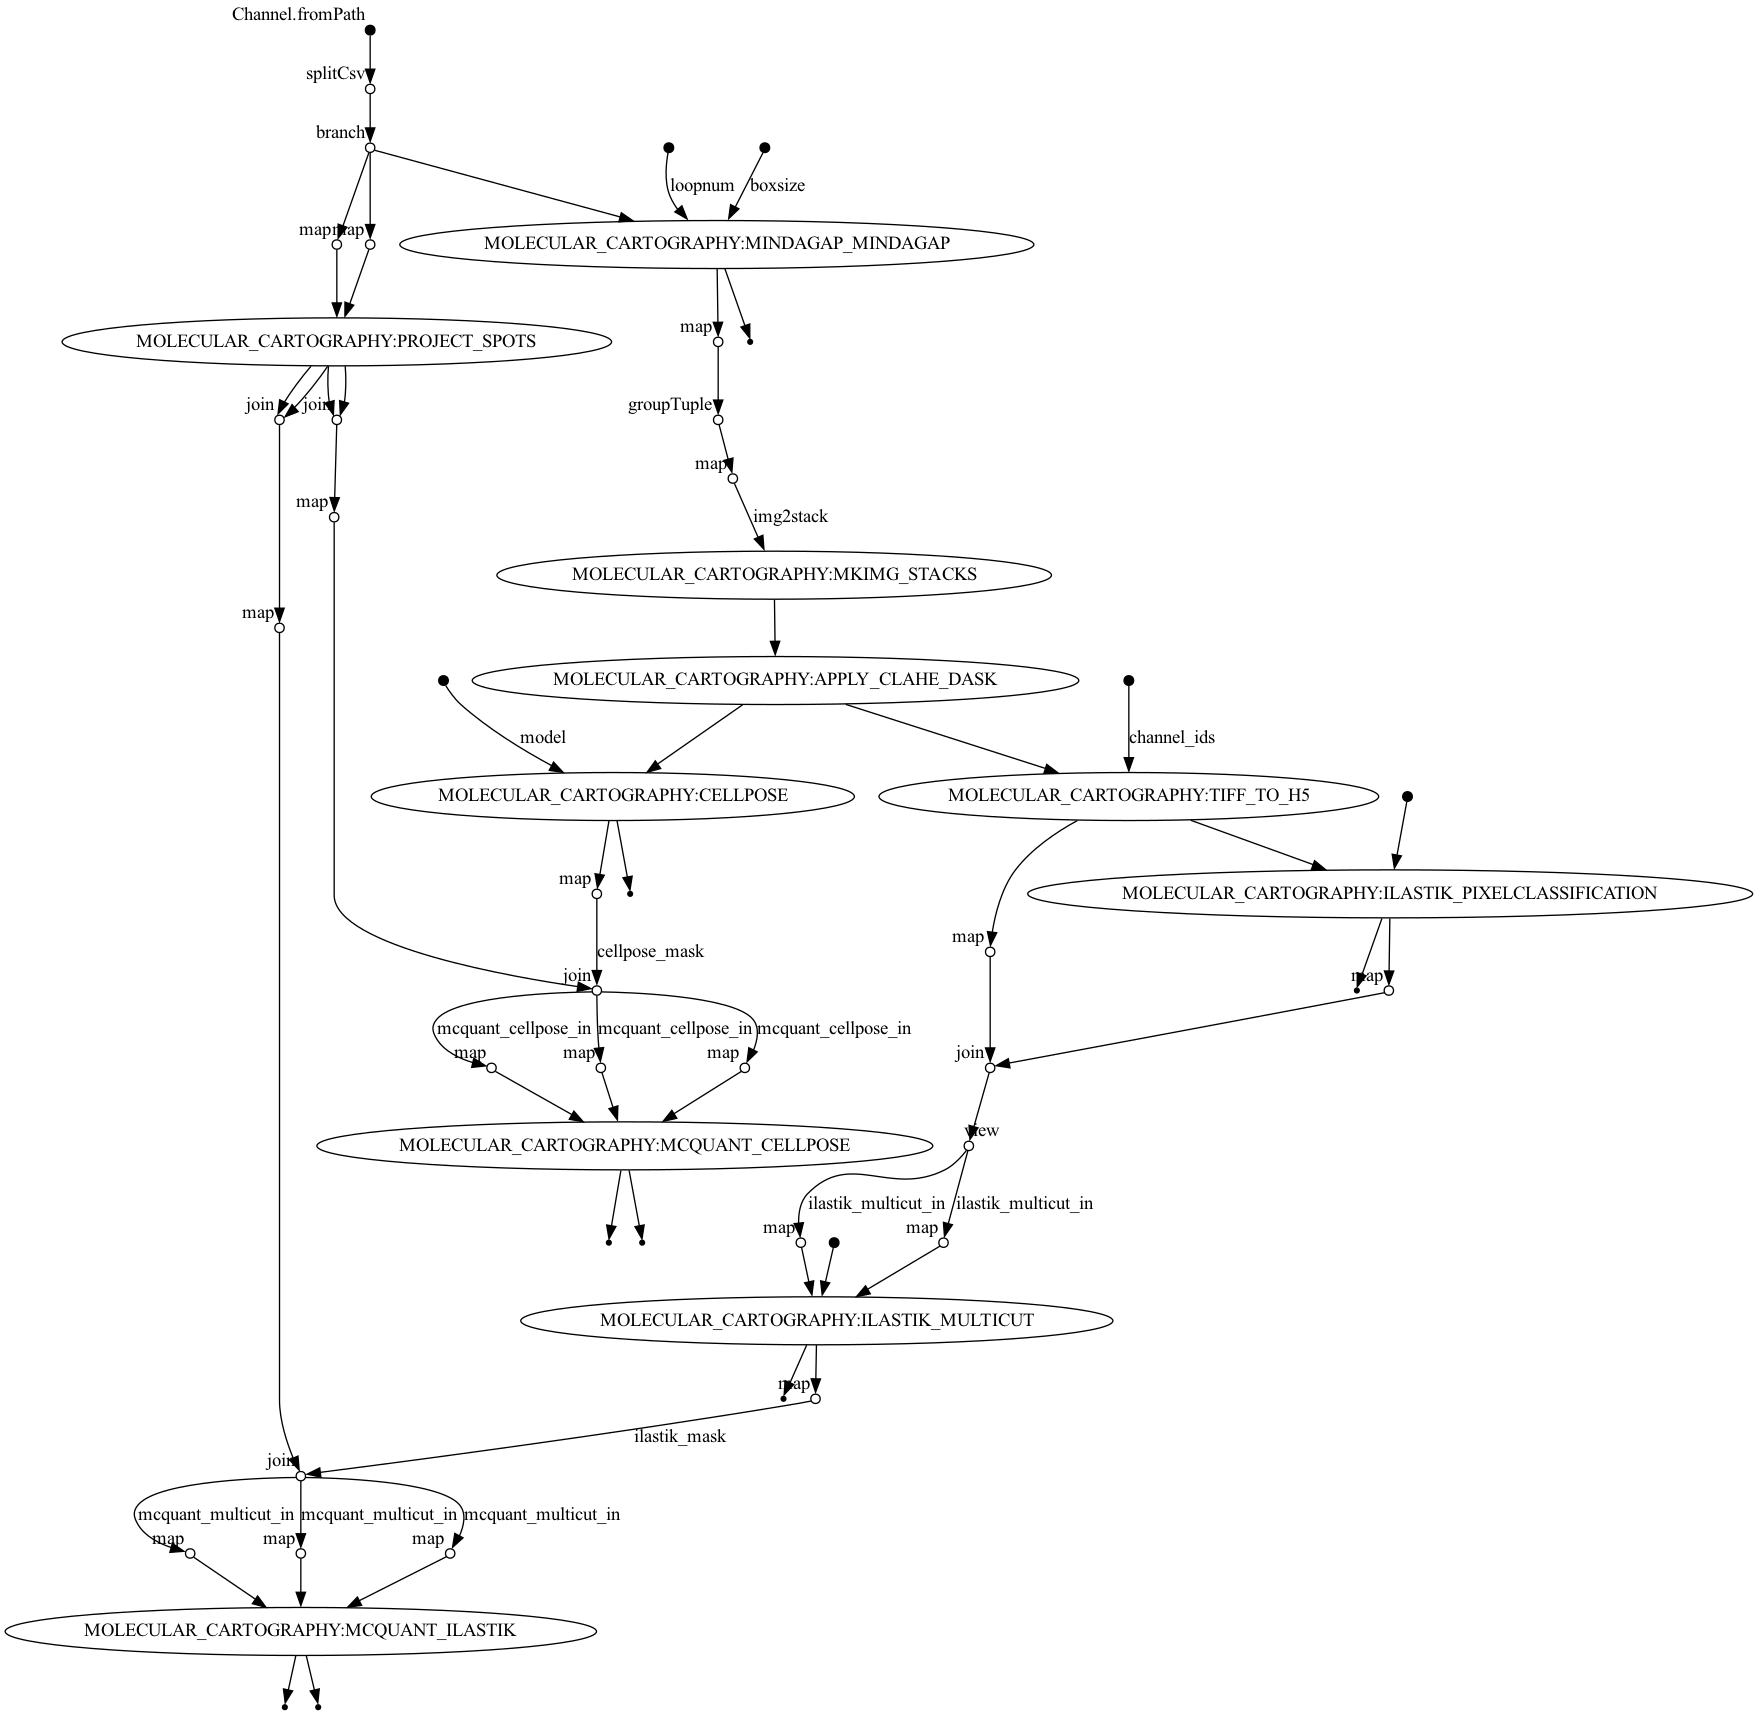 Channel.fromPath
splitCsv
branch
loopnum
boxsize
map
map
MOLECULAR_CARTOGRAPHY:MINDAGAP_MINDAGAP
map
MOLECULAR_CARTOGRAPHY:PROJECT_SPOTS
join
join
groupTuple
map
map
img2stack
MOLECULAR_CARTOGRAPHY:MKIMG_STACKS
map
MOLECULAR_CARTOGRAPHY:APPLY_CLAHE_DASK
model
channel_ids
MOLECULAR_CARTOGRAPHY:CELLPOSE
MOLECULAR_CARTOGRAPHY:TIFF_TO_H5
map
MOLECULAR_CARTOGRAPHY:ILASTIK_PIXELCLASSIFICATION
map
cellpose_mask
join
map
mcquant_cellpose_in
mcquant_cellpose_in
mcquant_cellpose_in
map
map
map
join
view
MOLECULAR_CARTOGRAPHY:MCQUANT_CELLPOSE
ilastik_multicut_in
ilastik_multicut_in
map
map
MOLECULAR_CARTOGRAPHY:ILASTIK_MULTICUT
map
ilastik_mask
join
mcquant_multicut_in
mcquant_multicut_in
mcquant_multicut_in
map
map
map
MOLECULAR_CARTOGRAPHY:MCQUANT_ILASTIK